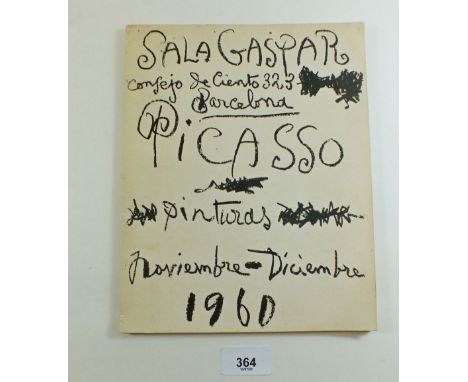 SALA GASPAR
Consejo de Ciento 323
Barcelona
PICASSO
pinturas
Noviembre-Diciembre
1960
364